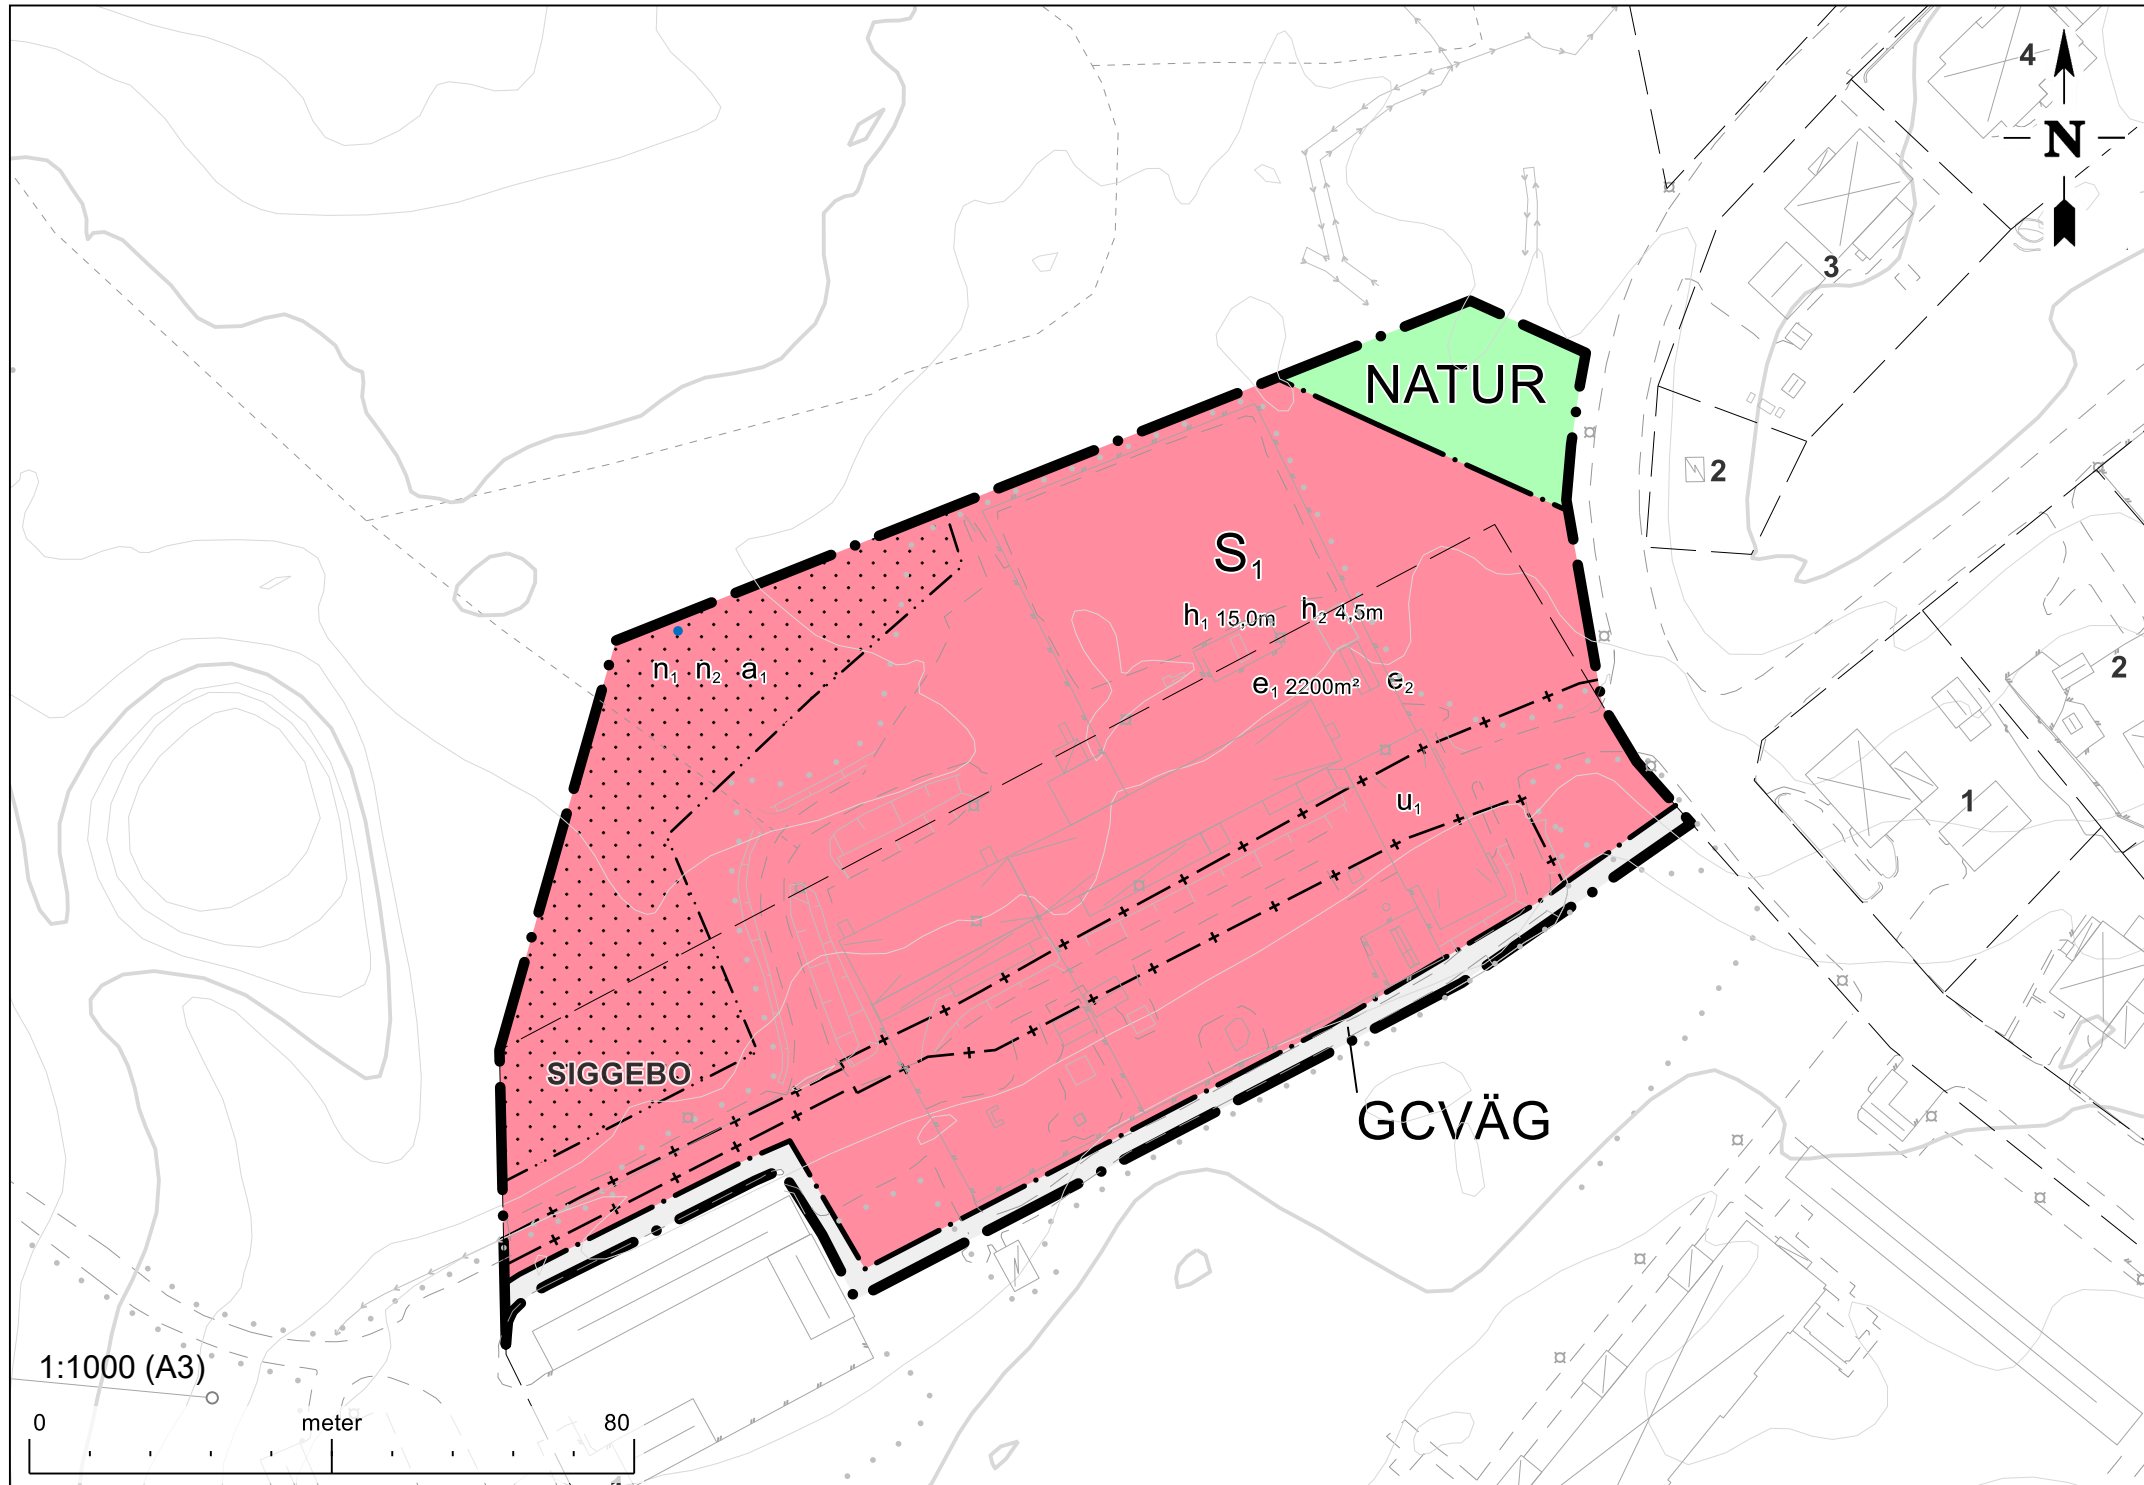 4
N
3
NATUR
2
S₁
h₁ 15,0m h₂ 4,5m
n₁ n₂ a₁
e₁ 2200m² e₂
2
u₁
1
SIGGEBO
GCVÄG
1:1000 (A3)
0 meter 80